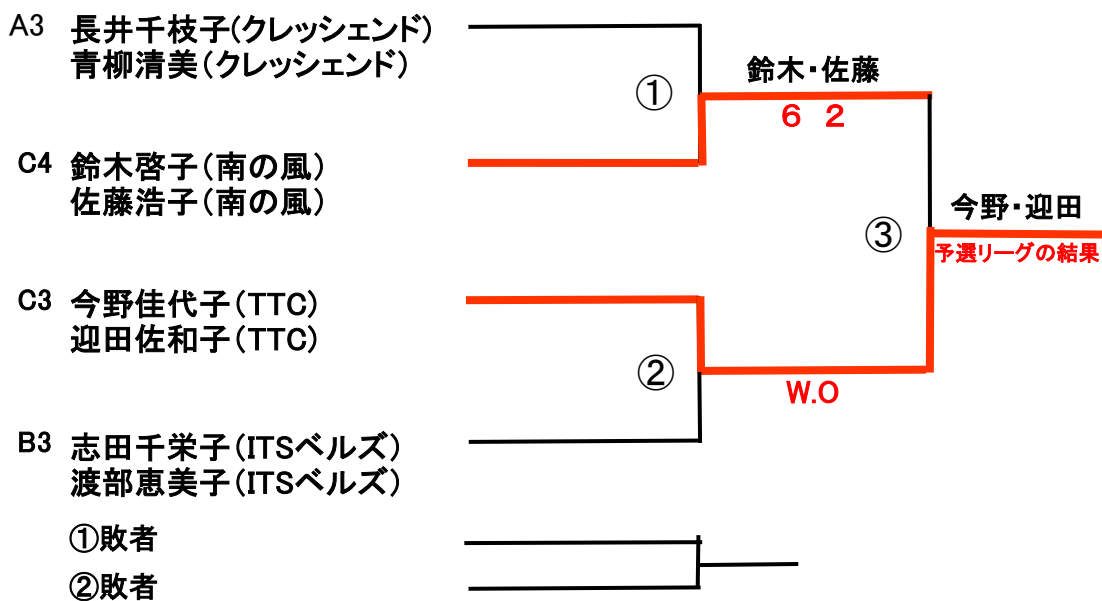 A3 長井千枝子(クレッシェンド)
青柳清美(クレッシェンド)
①
鈴木・佐藤
6 2
C4 鈴木啓子(南の風)
佐藤浩子(南の風)
③
今野・迎田
予選リーグの結果
C3 今野佳代子(TTC)
迎田佐和子(TTC)
②
W.O
B3 志田千栄子(ITSベルズ)
渡部恵美子(ITSベルズ)
①敗者
②敗者